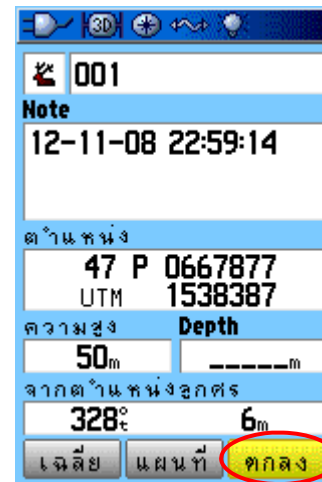 3D
001
Note
12-11-08 22:59:14
ตำแหน่ง
47 P 0667877
UTM 1538387
ความสูง Depth
50m _____m
จากตำแหน่งลูกศร
328°t 6m
เฉลี่ย แผนที่ ตกลง